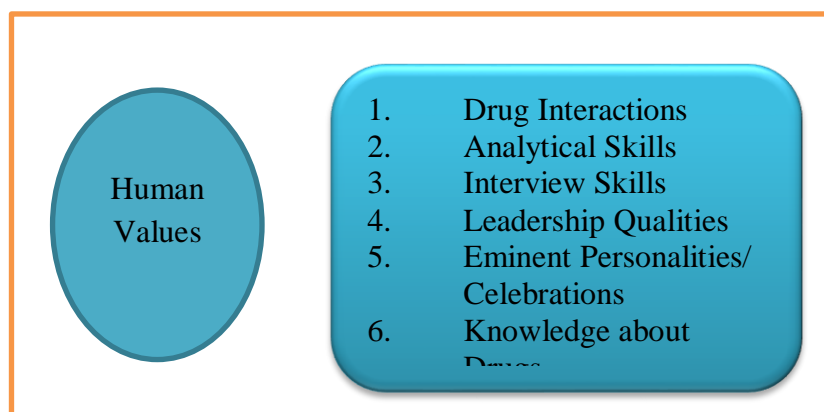 Human
Values
1. Drug Interactions
2. Analytical Skills
3. Interview Skills
4. Leadership Qualities
5. Eminent Personalities/
Celebrations
6. Knowledge about
Drugs